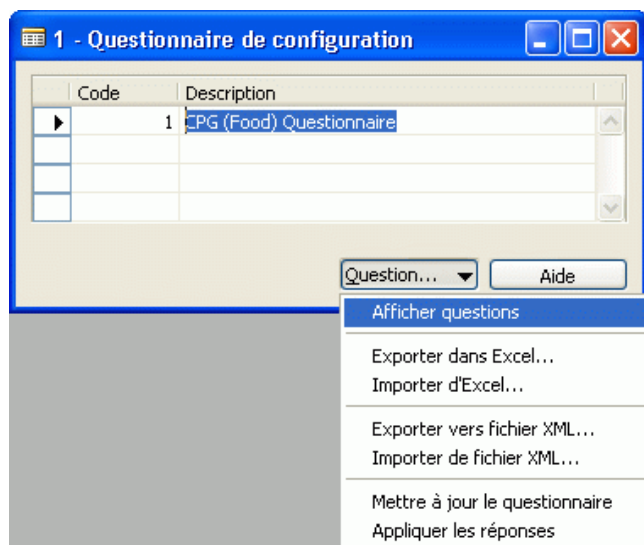 1 - Questionnaire de configuration
Code Description
1 CPG (Food) Questionnaire
Question... Aide
Afficher questions
Exporter dans Excel...
Importer d'Excel...
Exporter vers fichier XML...
Importer de fichier XML...
Mettre à jour le questionnaire
Appliquer les réponses